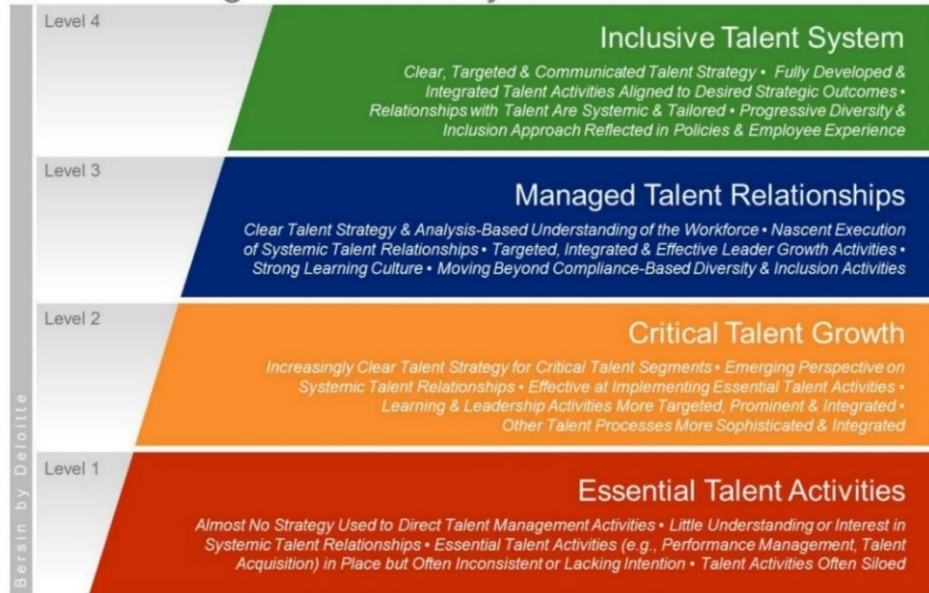 Level 4
Inclusive Talent System
Clear, Targeted & Communicated Talent Strategy • Fully Developed &
Integrated Talent Activities Aligned to Desired Strategic Outcomes •
Relationships with Talent Are Systemic & Tailored • Progressive Diversity &
Inclusion Approach Reflected in Policies & Employee Experience
Level 3
Managed Talent Relationships
Clear Talent Strategy & Analysis-Based Understanding of the Workforce • Nascent Execution
of Systemic Talent Relationships • Targeted, Integrated & Effective Leader Growth Activities •
Strong Learning Culture • Moving Beyond Compliance-Based Diversity & Inclusion Activities
Level 2
Critical Talent Growth
Increasingly Clear Talent Strategy for Critical Talent Segments • Emerging Perspective on
Systemic Talent Relationships • Effective at Implementing Essential Talent Activities •
Learning & Leadership Activities More Targeted, Prominent & Integrated •
Other Talent Processes More Sophisticated & Integrated
Level 1
Essential Talent Activities
Almost No Strategy Used to Direct Talent Management Activities • Little Understanding or Interest in
Systemic Talent Relationships • Essential Talent Activities (e.g., Performance Management, Talent
Acquisition) in Place but Often Inconsistent or Lacking Intention • Talent Activities Often Siloed
Bersin by Deloitte